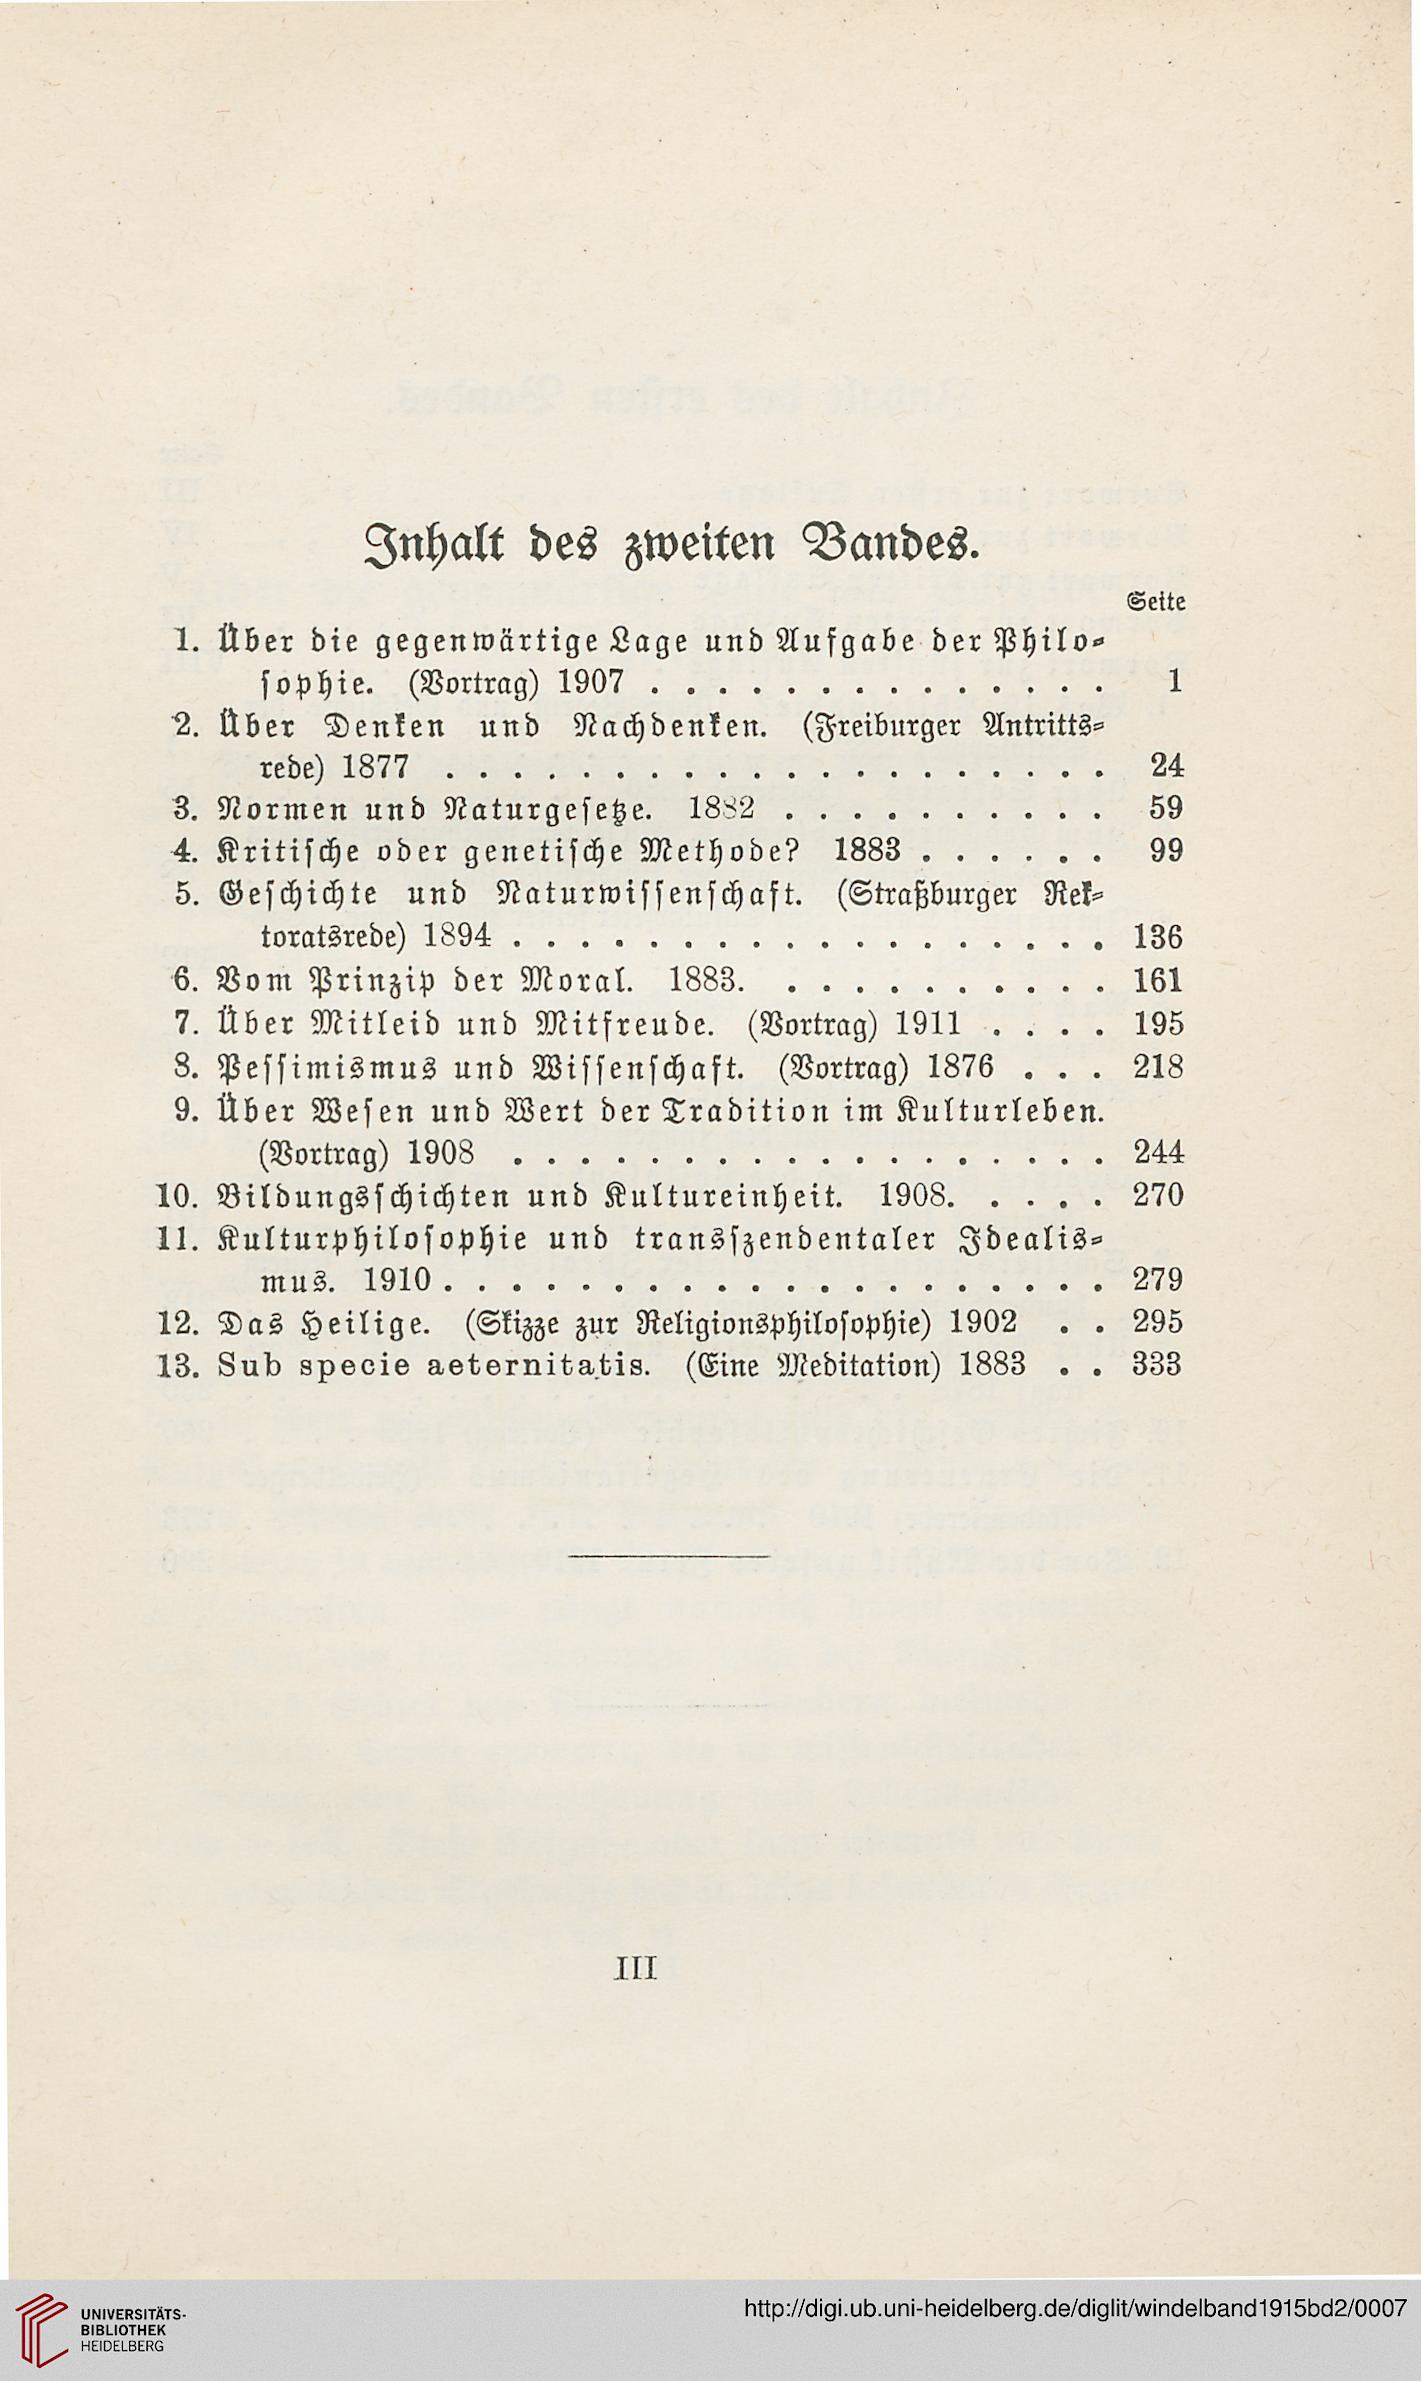 Inhalt des zweiten Bandes.
Seite
1. Über die gegenwärtige Lage und Aufgabe der Philo-
sophie. (Vortrag) 1907 . . . . . . . . . . . . . . 1
2. Über Denken und Nachdenken. (Freiburger Antritts-
rede) 1877 . . . . . . . . . . . . . . . . . . . . 24
3. Normen und Naturgesetze. 1882 . . . . . . . . . . 59
4. Kritische oder genetische Methode? 1883 . . . . . . 99
5. Geschichte und Naturwissenschaft. (Straßburger Rek-
toratsrede) 1894 . . . . . . . . . . . . . . . . . . 136
6. Vom Prinzip der Moral. 1883. . . . . . . . . . . 161
7. Über Mitleid und Mitfreude. (Vortrag) 1911 . . . . 195
8. Pessimismus und Wissenschaft. (Vortrag) 1876 . . . 218
9. Über Wesen und Wert der Tradition im Kulturleben.
(Vortrag) 1908 . . . . . . . . . . . . . . . . . . 244
10. Bildungsschichten und Kultureinheit. 1908. . . . . 270
11. Kulturphilosophie und transszendentaler Idealis-
mus. 1910 . . . . . . . . . . . . . . . . . . . . 279
12. Das Heilige. (Skizze zur Religionsphilosophie) 1902 . . 295
13. Sub specie aeternitatis. (Eine Meditation) 1883 . . 333
III
UNIVERSITÄTS-
BIBLIOTHEK
HEIDELBERG
http://digi.ub.uni-heidelberg.de/diglit/windelband1915bd2/0007